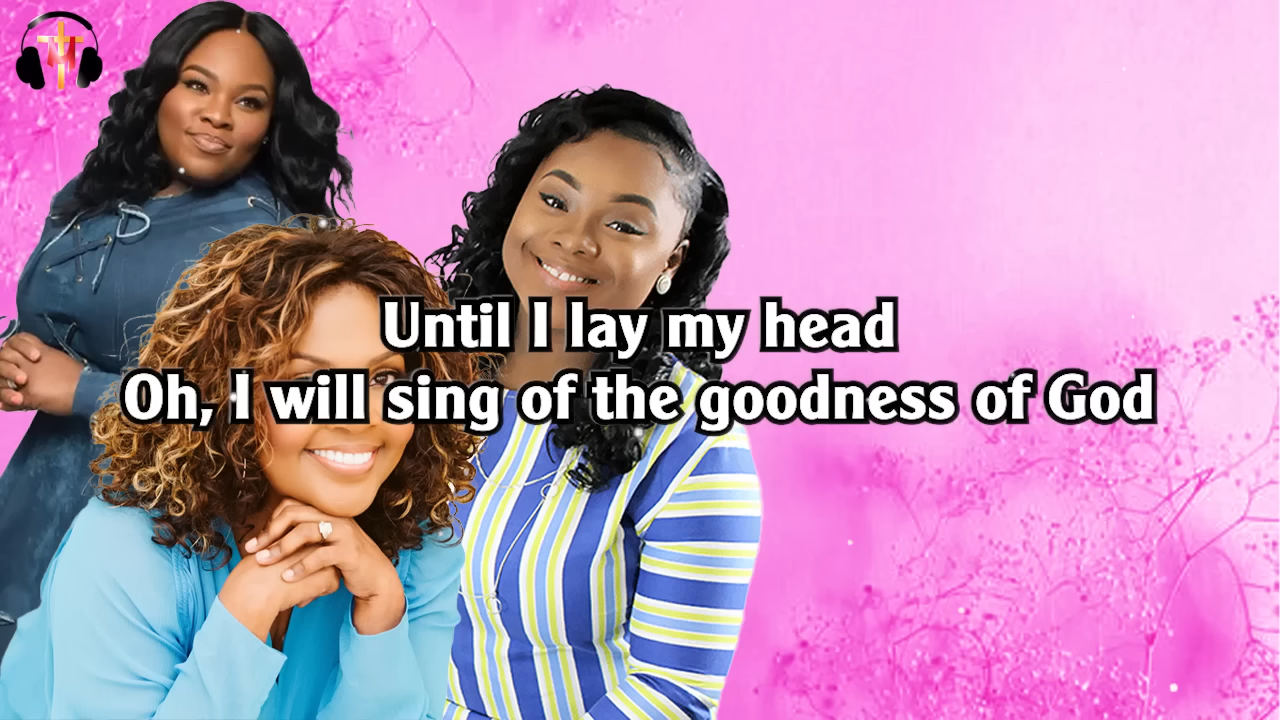 Until I lay my head
Oh, I will sing of the goodness of God